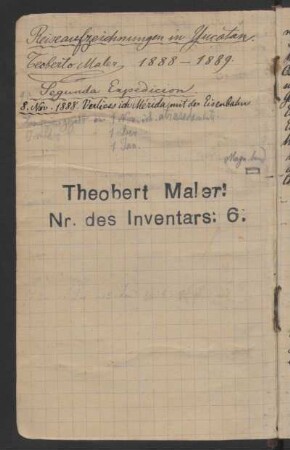 Reiseaufzeichnungen in Yucatan.
Teoberto Maler, 1888–1889.
Segunda Expedicion
8. Nov. 1888. Verliess ich Mérida, mit der Eisenbahn
Theobert Maler!
Nr. des Inventars: 6.